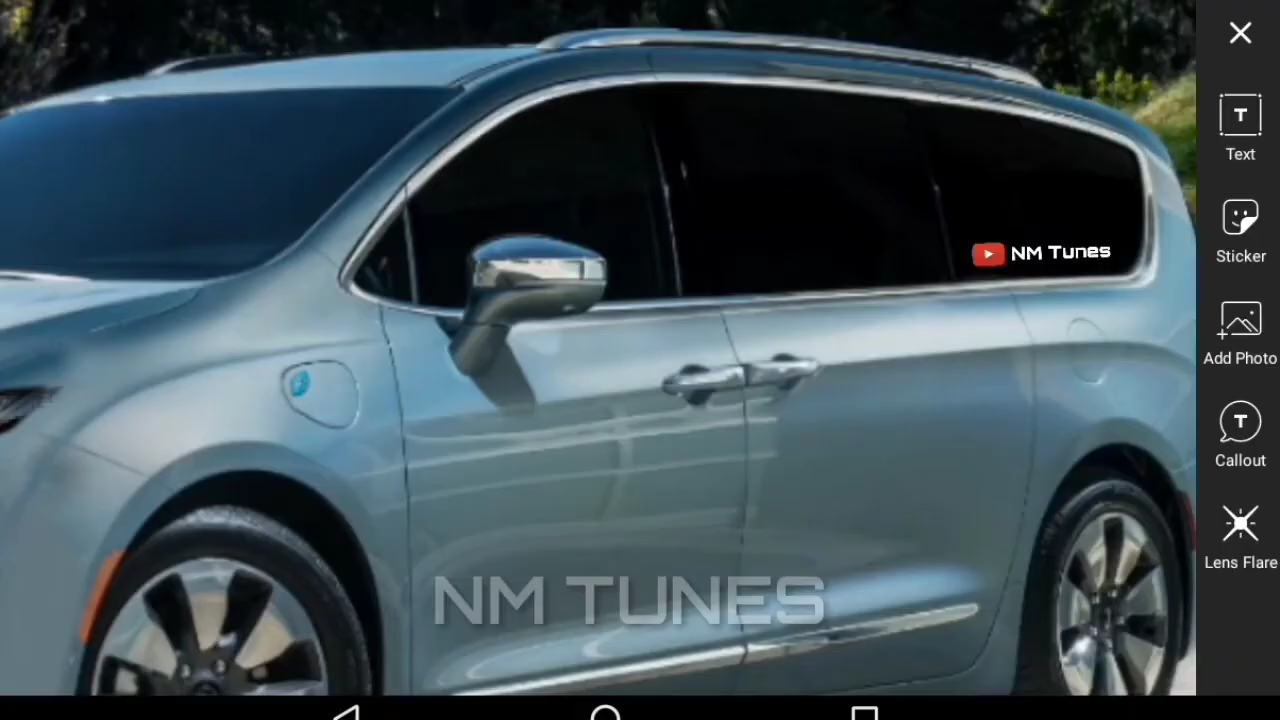 Text
NM Tunes
Sticker
Add Photo
Callout
Lens Flare
NM TUNES